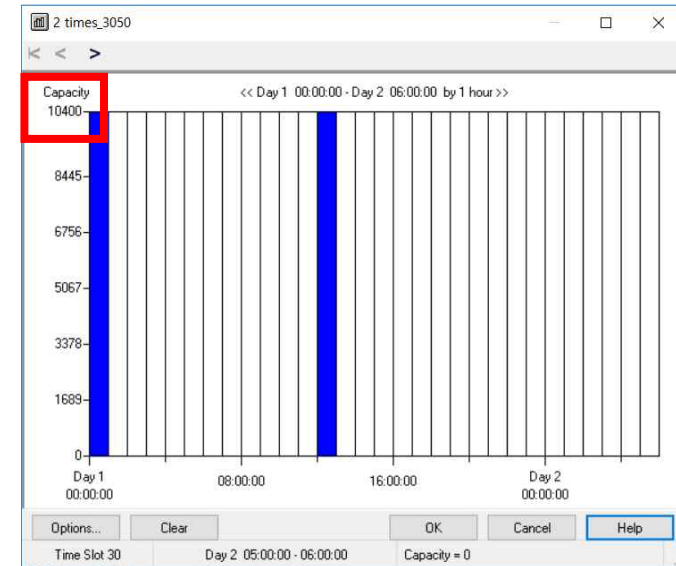 2 times_3050
Capacity
<< Day 1 00:00:00 - Day 2 06:00:00 by 1 hour >>
10400
8445
6756
5067
3378
1689
0
Day 1 00:00:00
08:00:00
16:00:00
Day 2 00:00:00
Options... Clear OK Cancel Help
Time Slot 30 Day 2 05:00:00 - 06:00:00 Capacity = 0